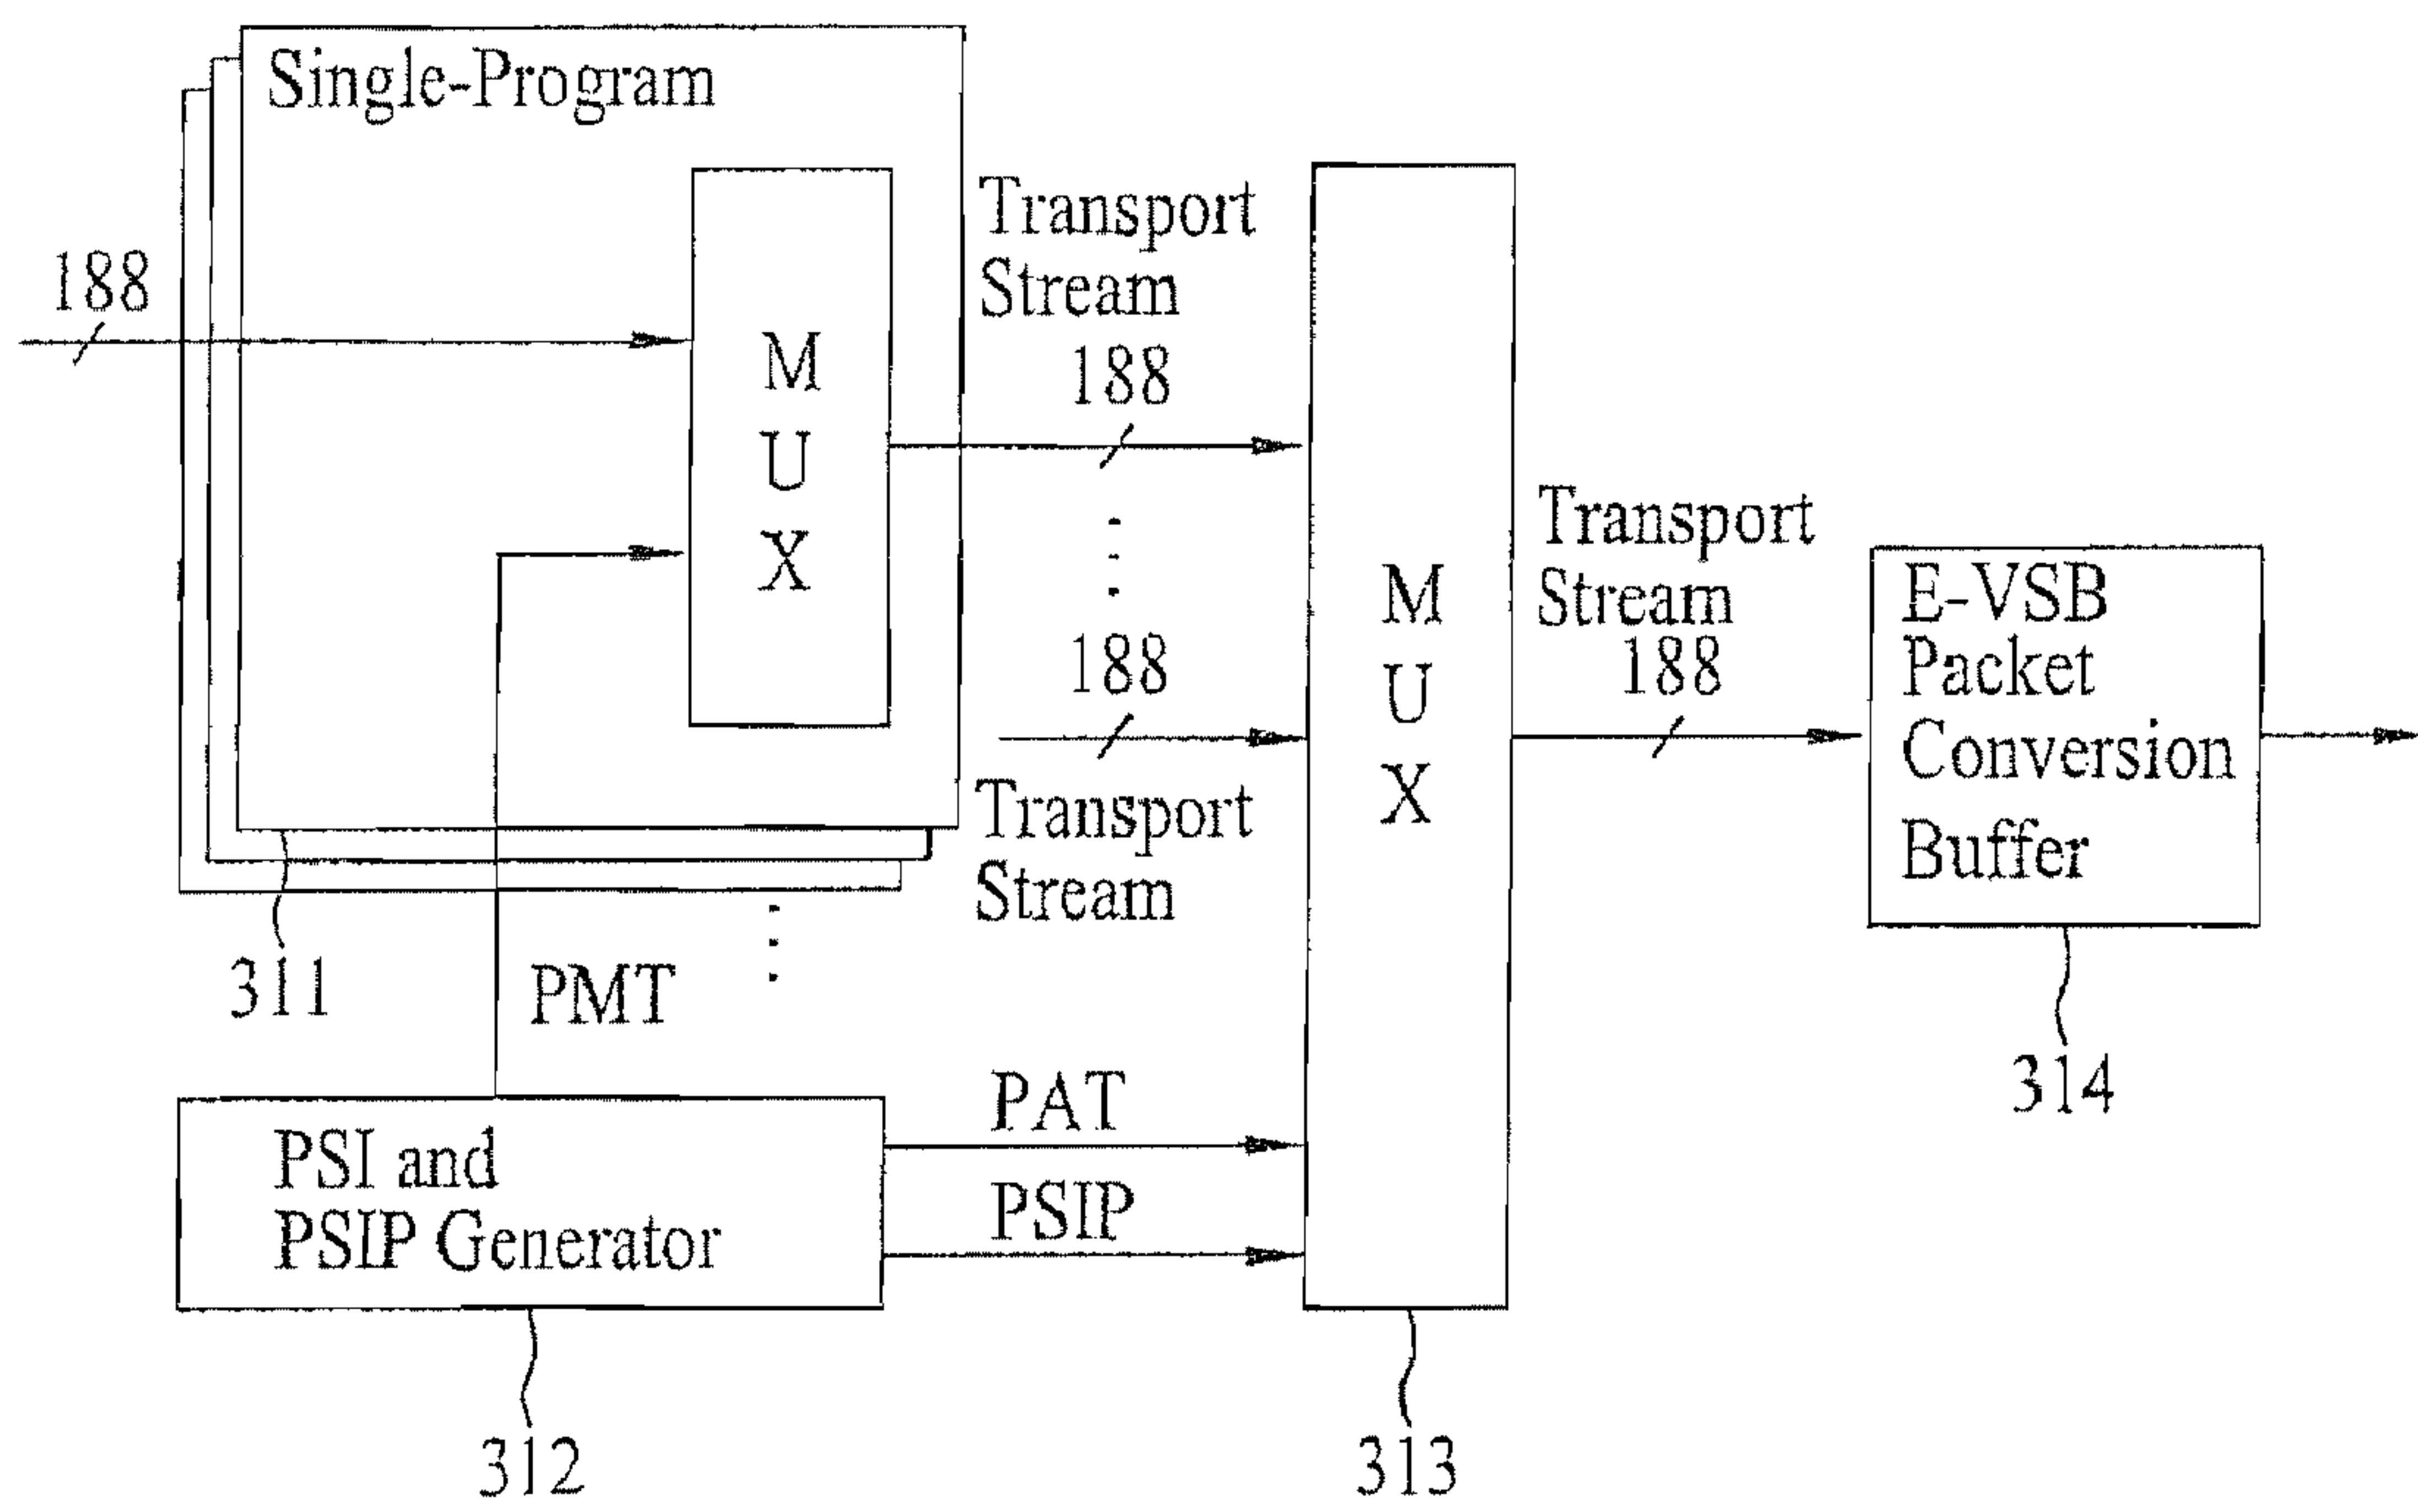 Single-Program
188
M
U
X
Transport
Stream
188
188
Transport
Stream
M
U
X
Transport
Stream
188
E-VSB
Packet
Conversion
Buffer
311
PMT
314
PSI and
PSIP Generator
PAT
PSIP
312
313